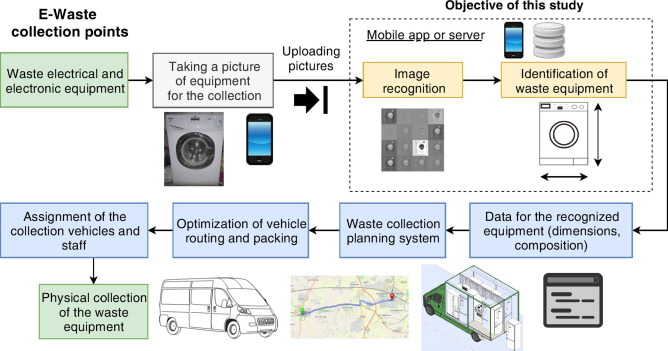 E-Waste
collection points
Objective of this study
Mobile app or server
Uploading
pictures
Waste electrical and
electronic equipment
Taking a picture
of equipment
for the collection
Image
recognition
Identification of
waste equipment
Assignment of the
collection vehicles and
staff
Optimization of vehicle
routing and packing
Waste collection
planning system
Data for the recognized
equipment (dimensions,
composition)
Physical collection
of the waste
equipment